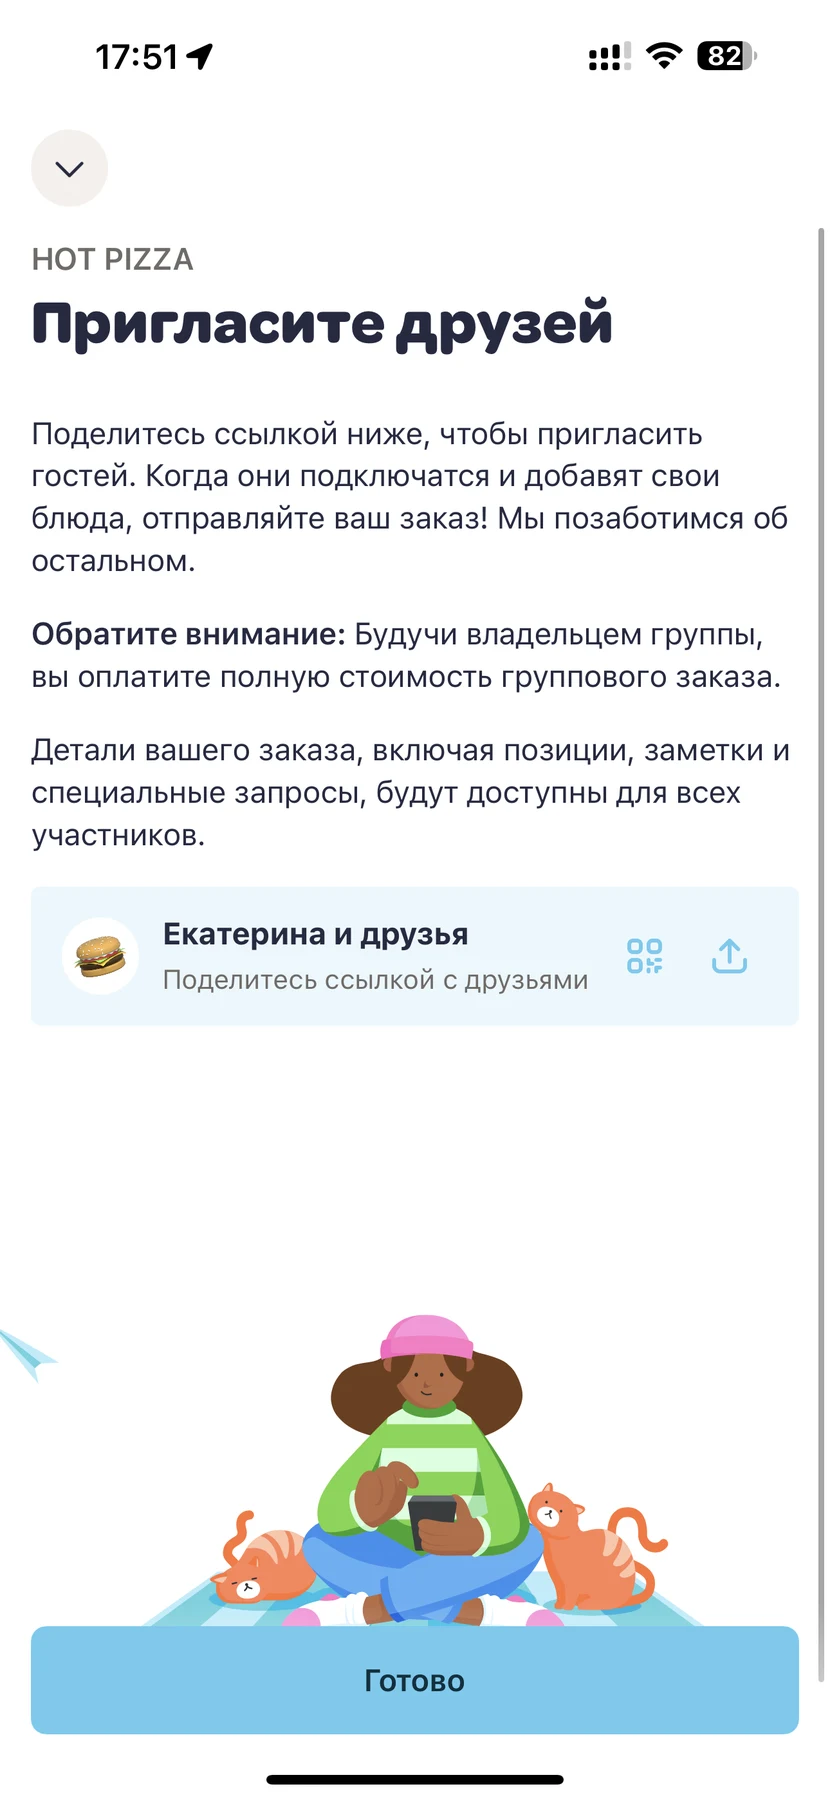 17:51
82
HOT PIZZA
Пригласите друзей
Поделитесь ссылкой ниже, чтобы пригласить
гостей. Когда они подключатся и добавят свои
блюда, отправляйте ваш заказ! Мы позаботимся об
остальном.
Обратите внимание: Будучи владельцем группы,
вы оплатите полную стоимость группового заказа.
Детали вашего заказа, включая позиции, заметки и
специальные запросы, будут доступны для всех
участников.
Екатерина и друзья
Поделитесь ссылкой с друзьями
Готово